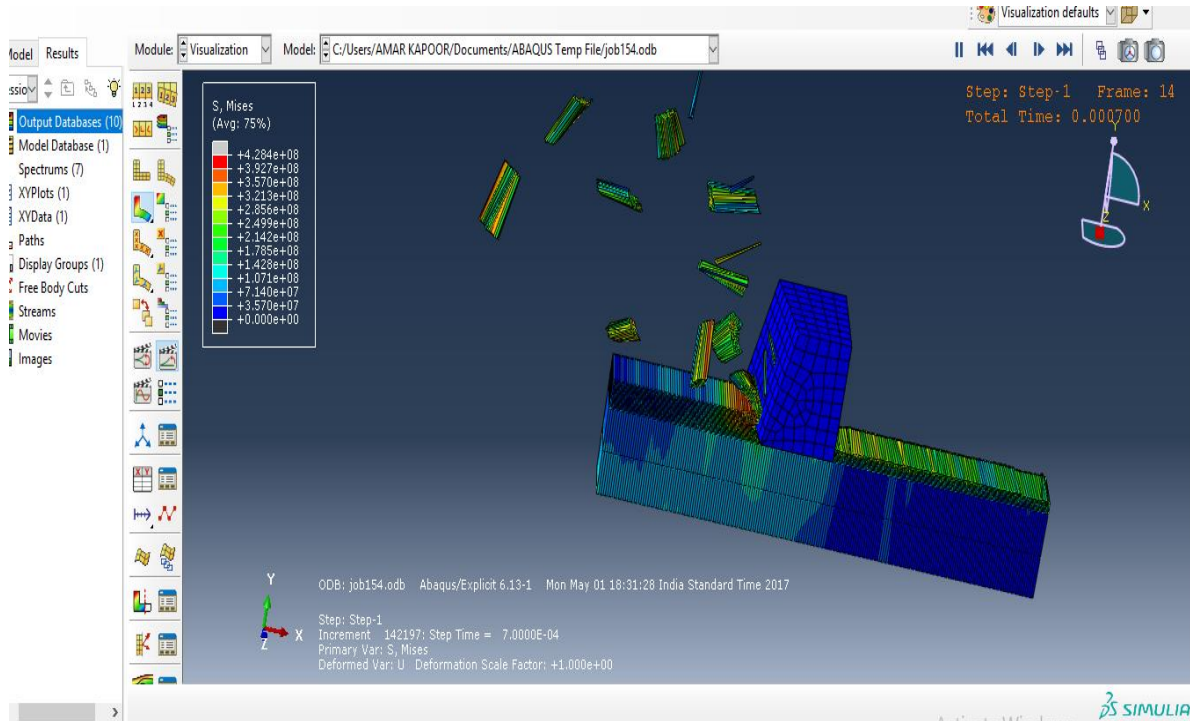 Visualization defaults
Model Results
Module: Visualization Model: C:/Users/AMAR KAPOOR/Documents/ABAQUS Temp File/job154.odb
Output Databases (10)
Model Database (1)
Spectrums (7)
XYPlots (1)
XYData (1)
Paths
Display Groups (1)
Free Body Cuts
Streams
Movies
Images
S, Mises
(Avg: 75%)
+4.284e+08
+3.927e+08
+3.570e+08
+3.213e+08
+2.856e+08
+2.499e+08
+2.142e+08
+1.785e+08
+1.428e+08
+1.071e+08
+7.140e+07
+3.570e+07
+0.000e+00
Step: Step-1 Frame: 14
Total Time: 0.000700
Y
X
Z
Y
X
Z
ODB: job154.odb Abaqus/Explicit 6.13-1 Mon May 01 18:31:28 India Standard Time 2017
Step: Step-1
Increment 142197: Step Time = 7.0000E-04
Primary Var: S, Mises
Deformed Var: U Deformation Scale Factor: +1.000e+00
SIMULIA